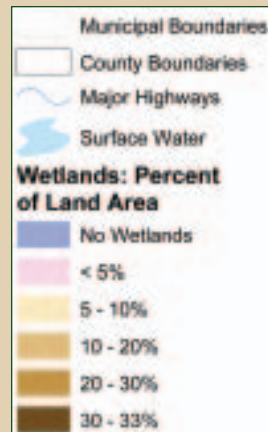 Municipal Boundaries
County Boundaries
Major Highways
Surface Water
Wetlands: Percent
of Land Area
No Wetlands
< 5%
5 - 10%
10 - 20%
20 - 30%
30 - 33%